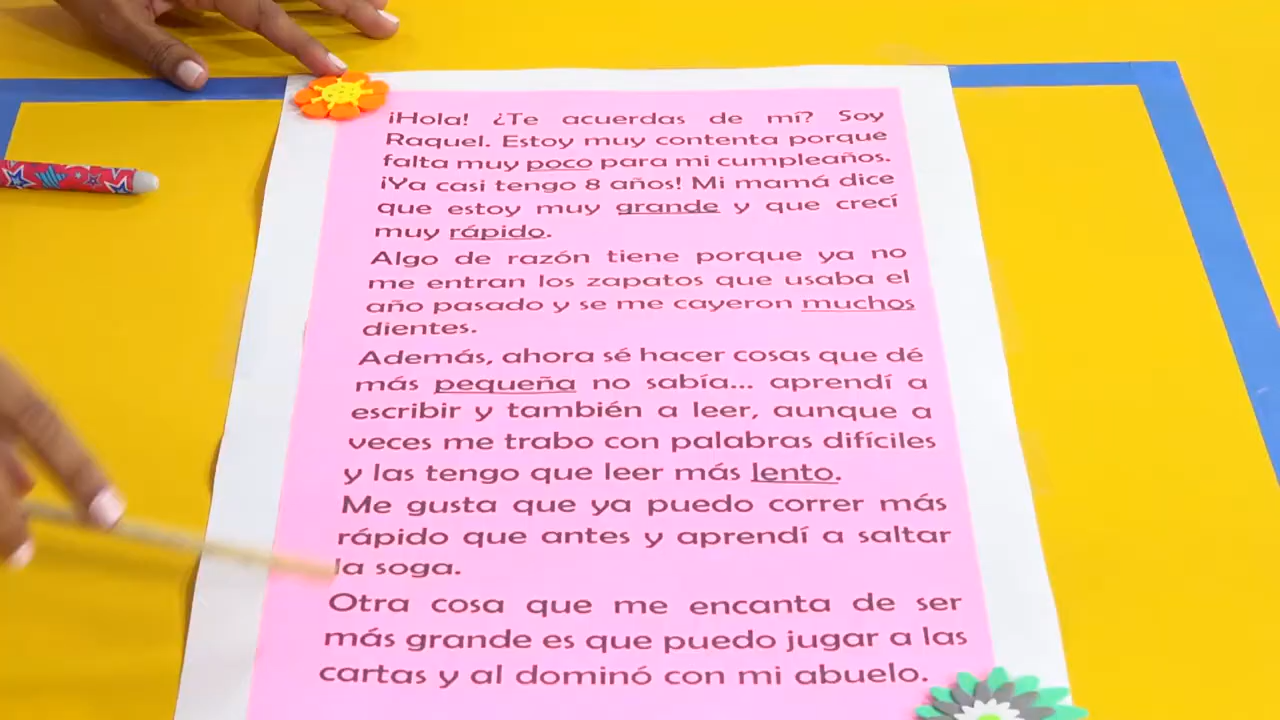 ¡Hola! ¿Te acuerdas de mí? Soy
Raquel. Estoy muy contenta porque
falta muy poco para mi cumpleaños.
¡Ya casi tengo 8 años! Mi mamá dice
que estoy muy grande y que crecí
muy rápido.
Algo de razón tiene porque ya no
me entran los zapatos que usaba el
año pasado y se me cayeron muchos
dientes.
Además, ahora sé hacer cosas que dé
más pequeña no sabía... aprendí a
escribir y también a leer, aunque a
veces me trabo con palabras difíciles
y las tengo que leer más lento.
Me gusta que ya puedo correr más
rápido que antes y aprendí a saltar
la soga.
Otra cosa que me encanta de ser
más grande es que puedo jugar a las
cartas y al dominó con mi abuelo.